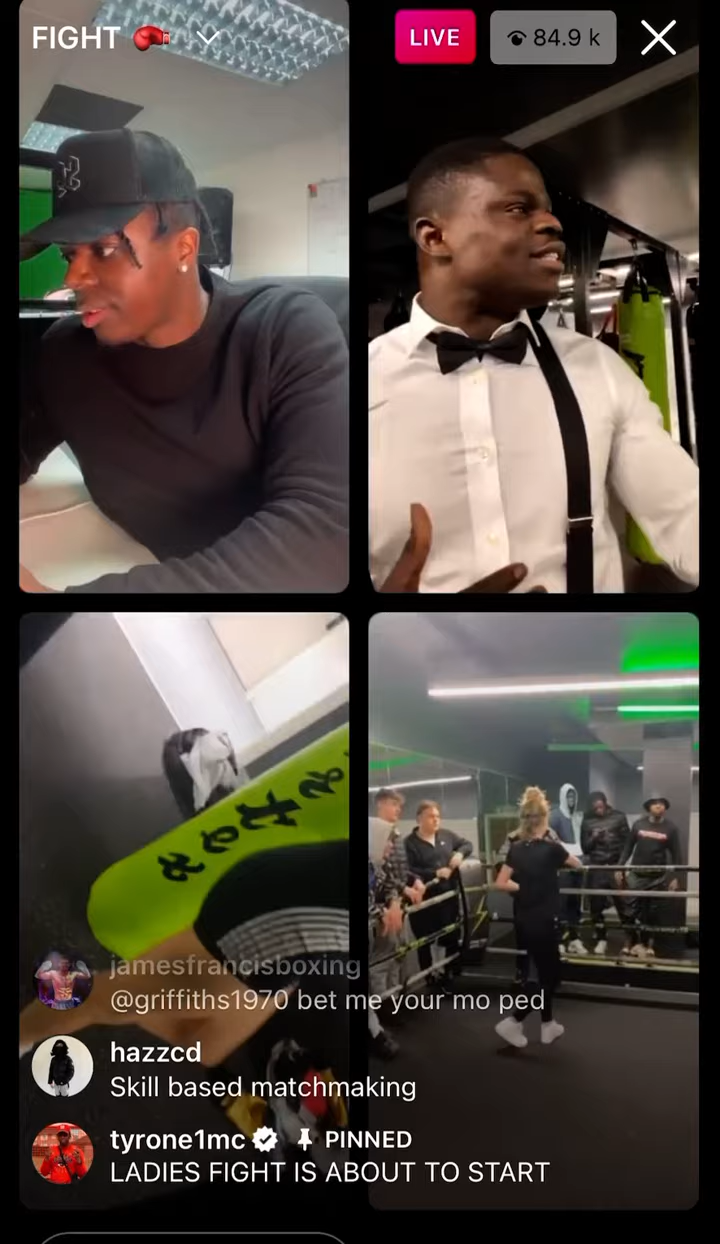 FIGHT 🥊
LIVE
84.9 k
jamesfrancisboxing
@griffiths1970 bet me your mo ped
hazzcd
Skill based matchmaking
tyrone1mc PINNED
LADIES FIGHT IS ABOUT TO START